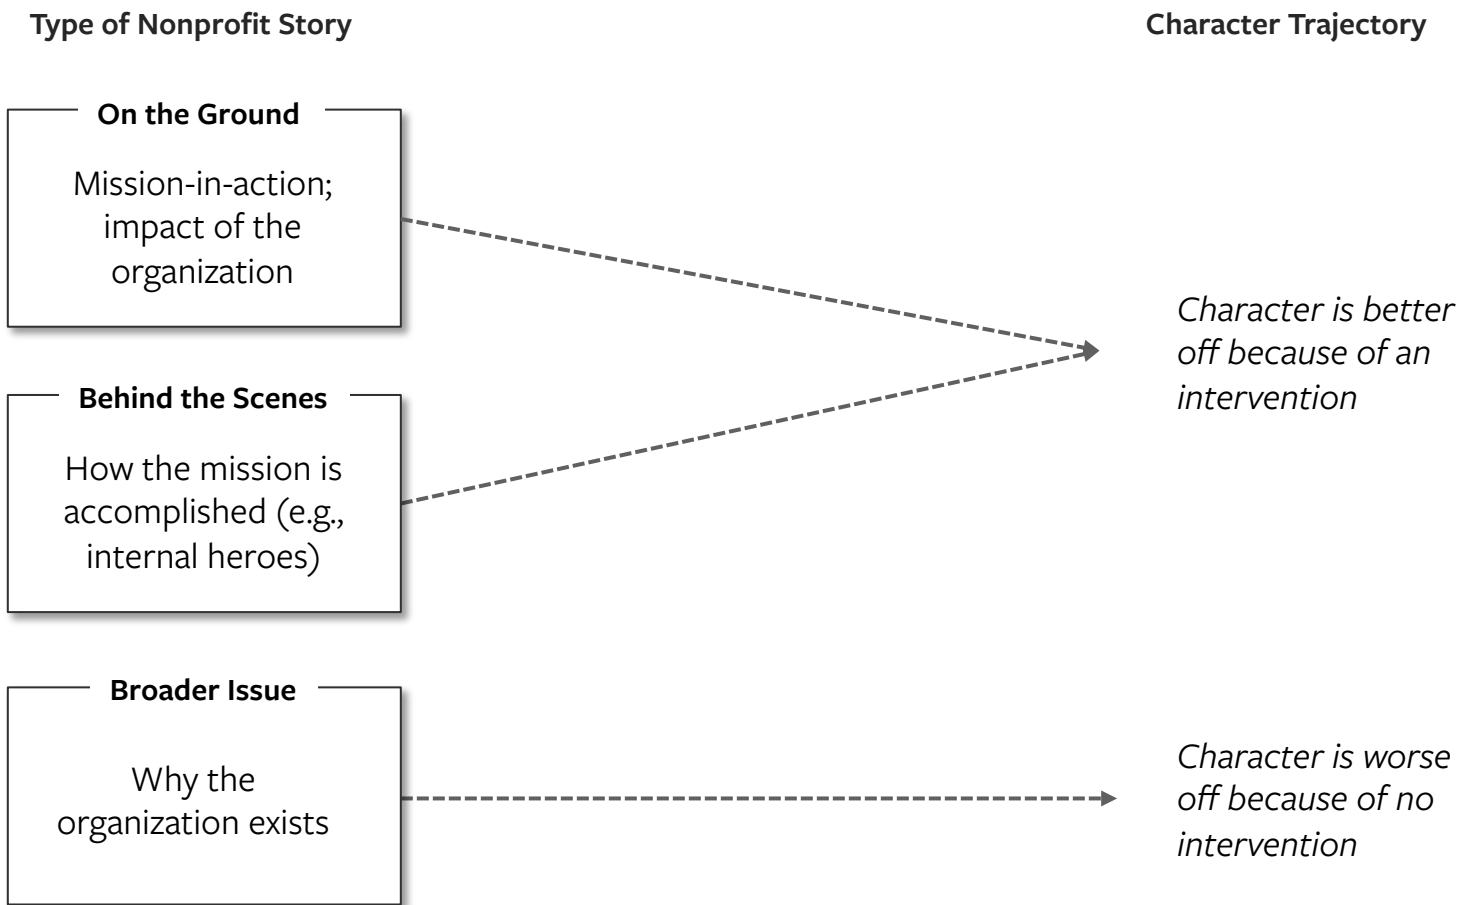 Type of Nonprofit Story
Character Trajectory
On the Ground
Mission-in-action;
impact of the
organization
Character is better
off because of an
intervention
Behind the Scenes
How the mission is
accomplished (e.g.,
internal heroes)
Broader Issue
Why the
organization exists
Character is worse
off because of no
intervention